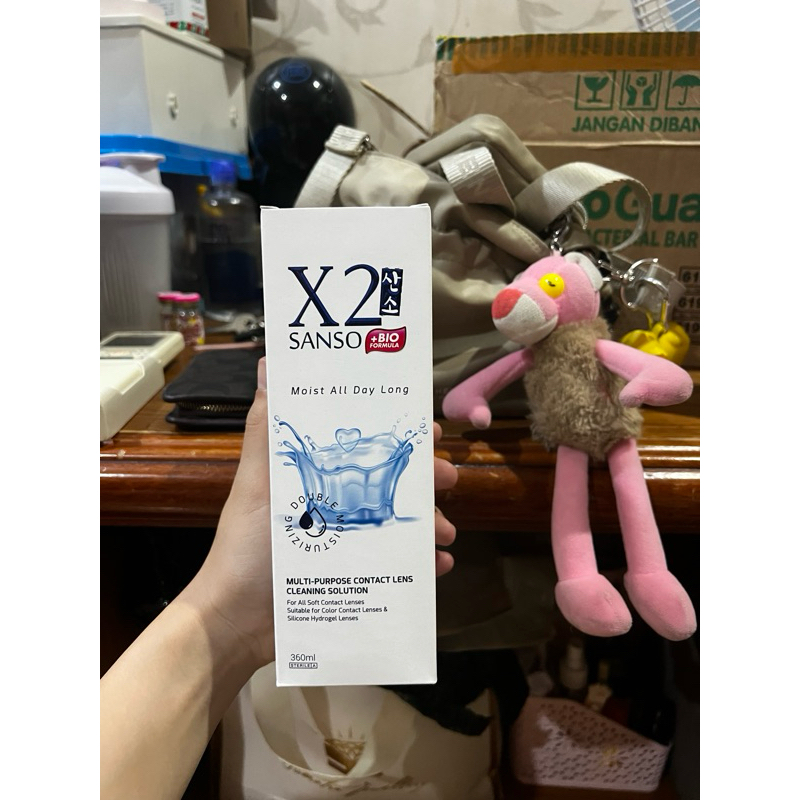 X2
산소
SANSO
+BIO
FORMULA
Moist All Day Long
DOUBLE MOISTURIZING
MULTI-PURPOSE CONTACT LENS
CLEANING SOLUTION
For All Soft Contact Lenses
Suitable for Color Contact Lenses &
Silicone Hydrogel Lenses
360ml
STERILE A
JANGAN DIBAN
oGua
ACTERIAL BAR